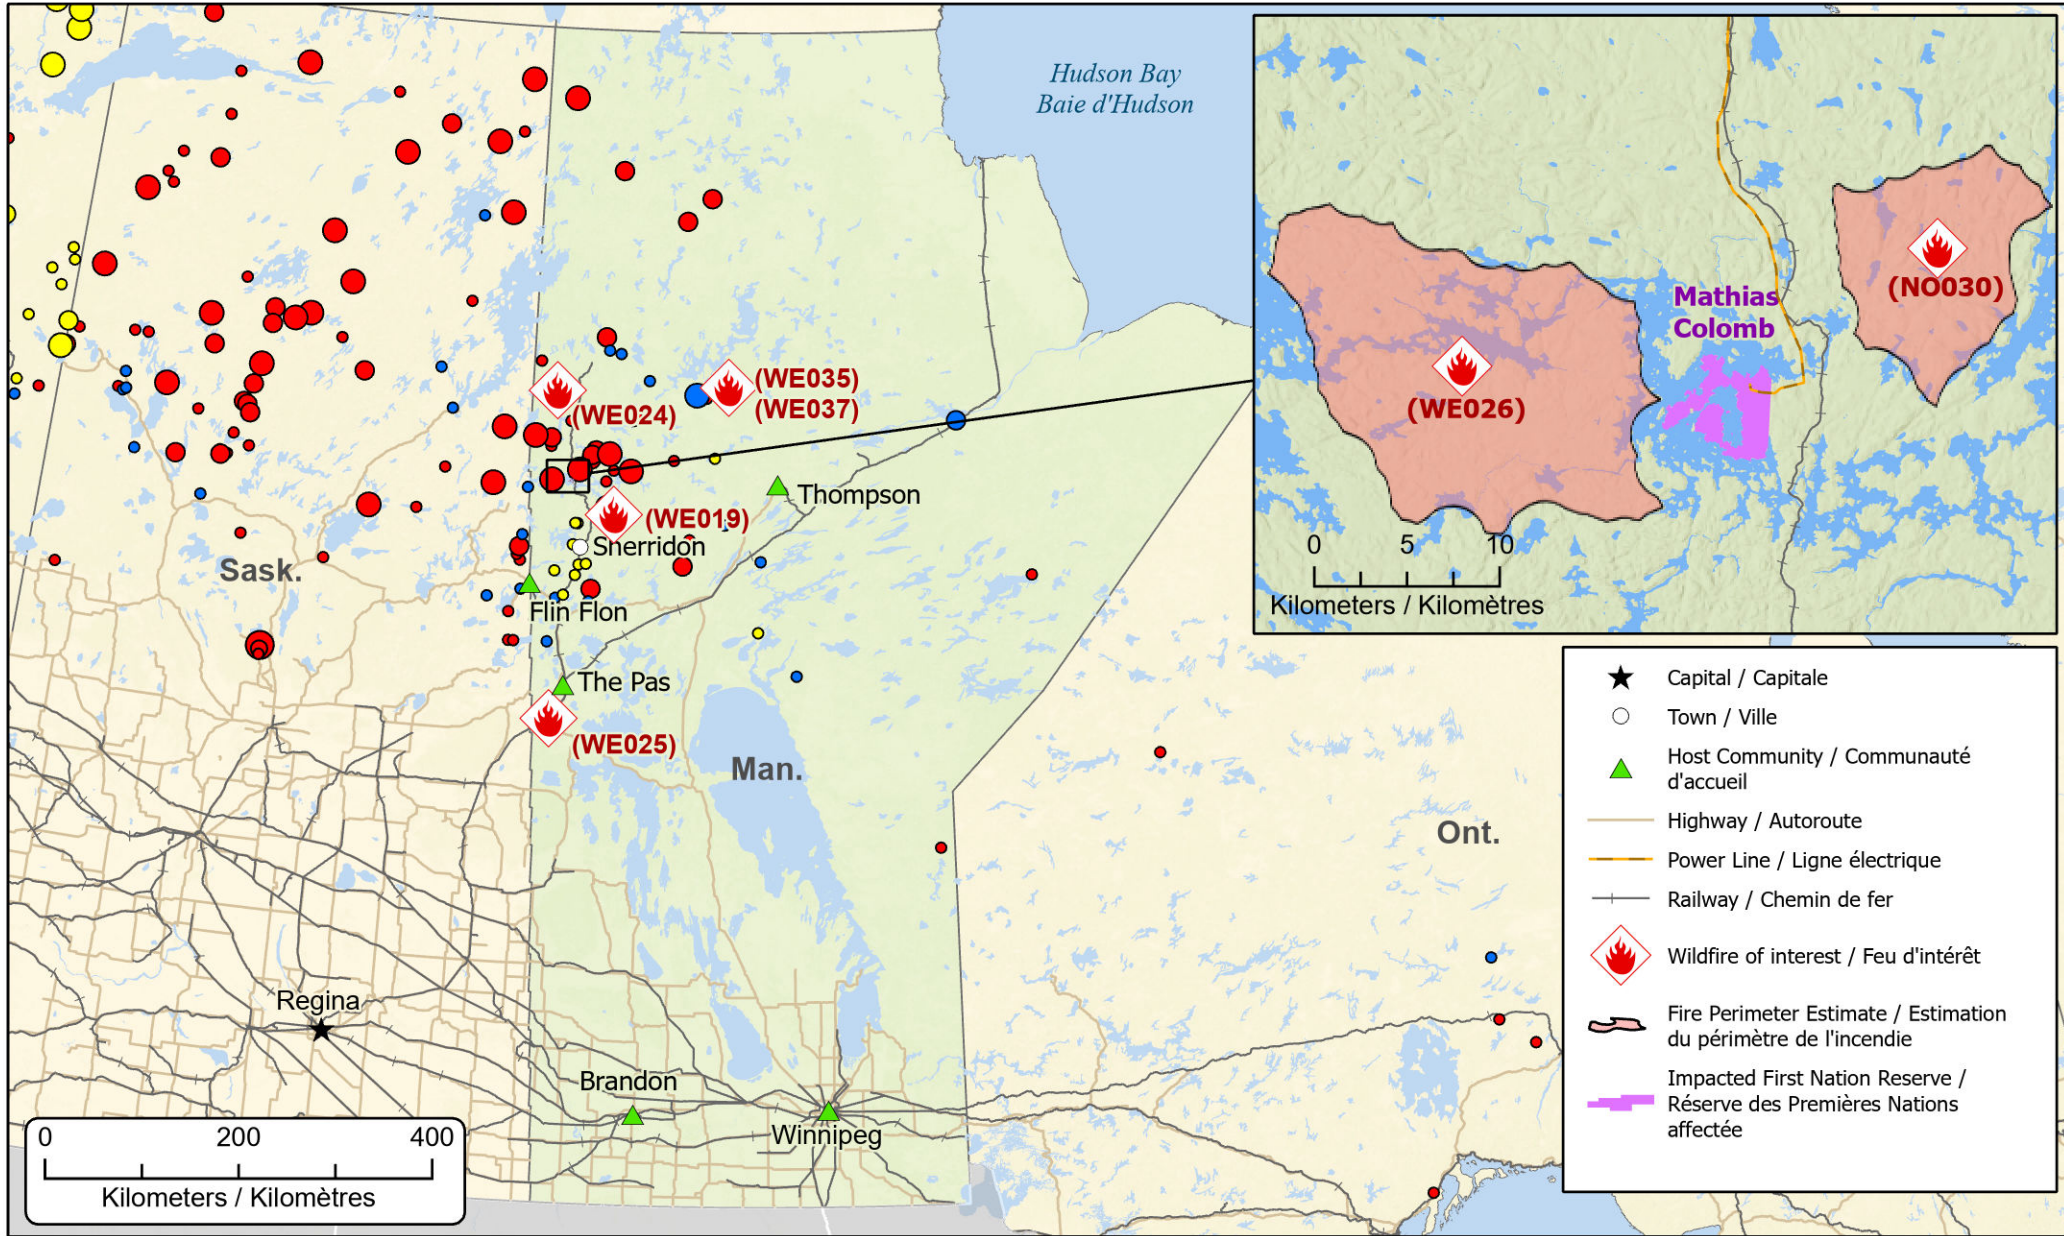 Hudson Bay
Baie d'Hudson
(WE035)
(WE037)
(WE024)
Thompson
(WE019)
Sherridon
Sask.
Flin Flon
The Pas
(WE025)
Man.
Ont.
Regina
Brandon
Winnipeg
0 200 400
Kilometers / Kilomètres
(NO030)
Mathias
Colomb
(WE026)
0 5 10
Kilometers / Kilomètres
Capital / Capitale
Town / Ville
Host Community / Communauté
d'accueil
Highway / Autoroute
Power Line / Ligne électrique
Railway / Chemin de fer
Wildfire of interest / Feu d'intérêt
Fire Perimeter Estimate / Estimation
du périmètre de l'incendie
Impacted First Nation Reserve /
Réserve des Premières Nations
affectée